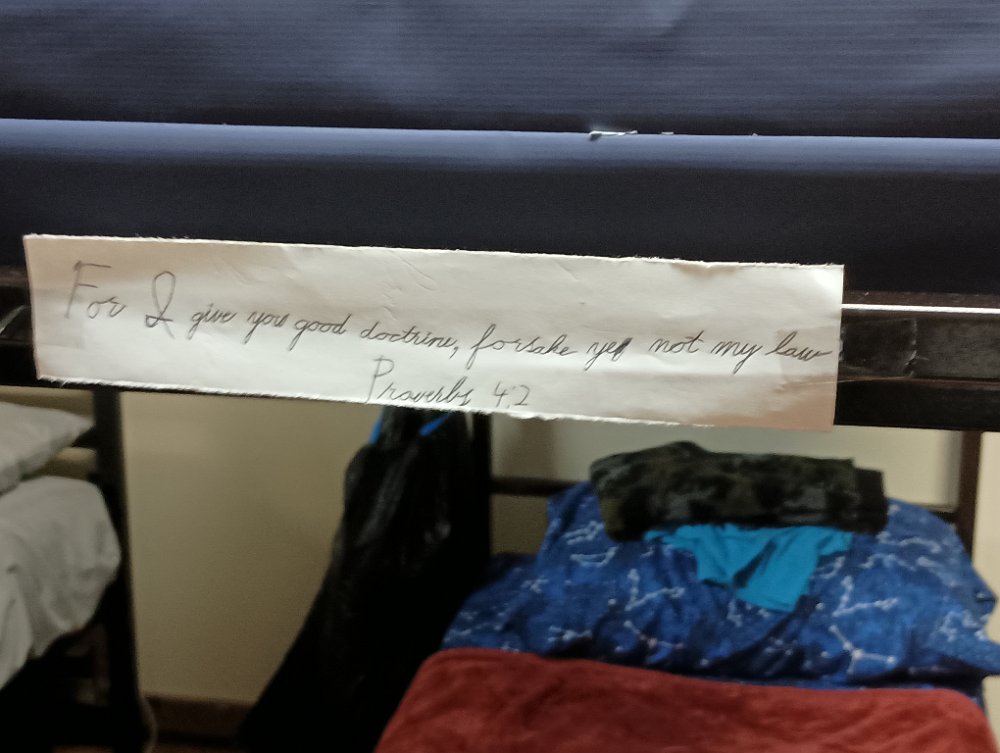 For I give you good doctrine, forsake ye not my law
Proverbs 4:2